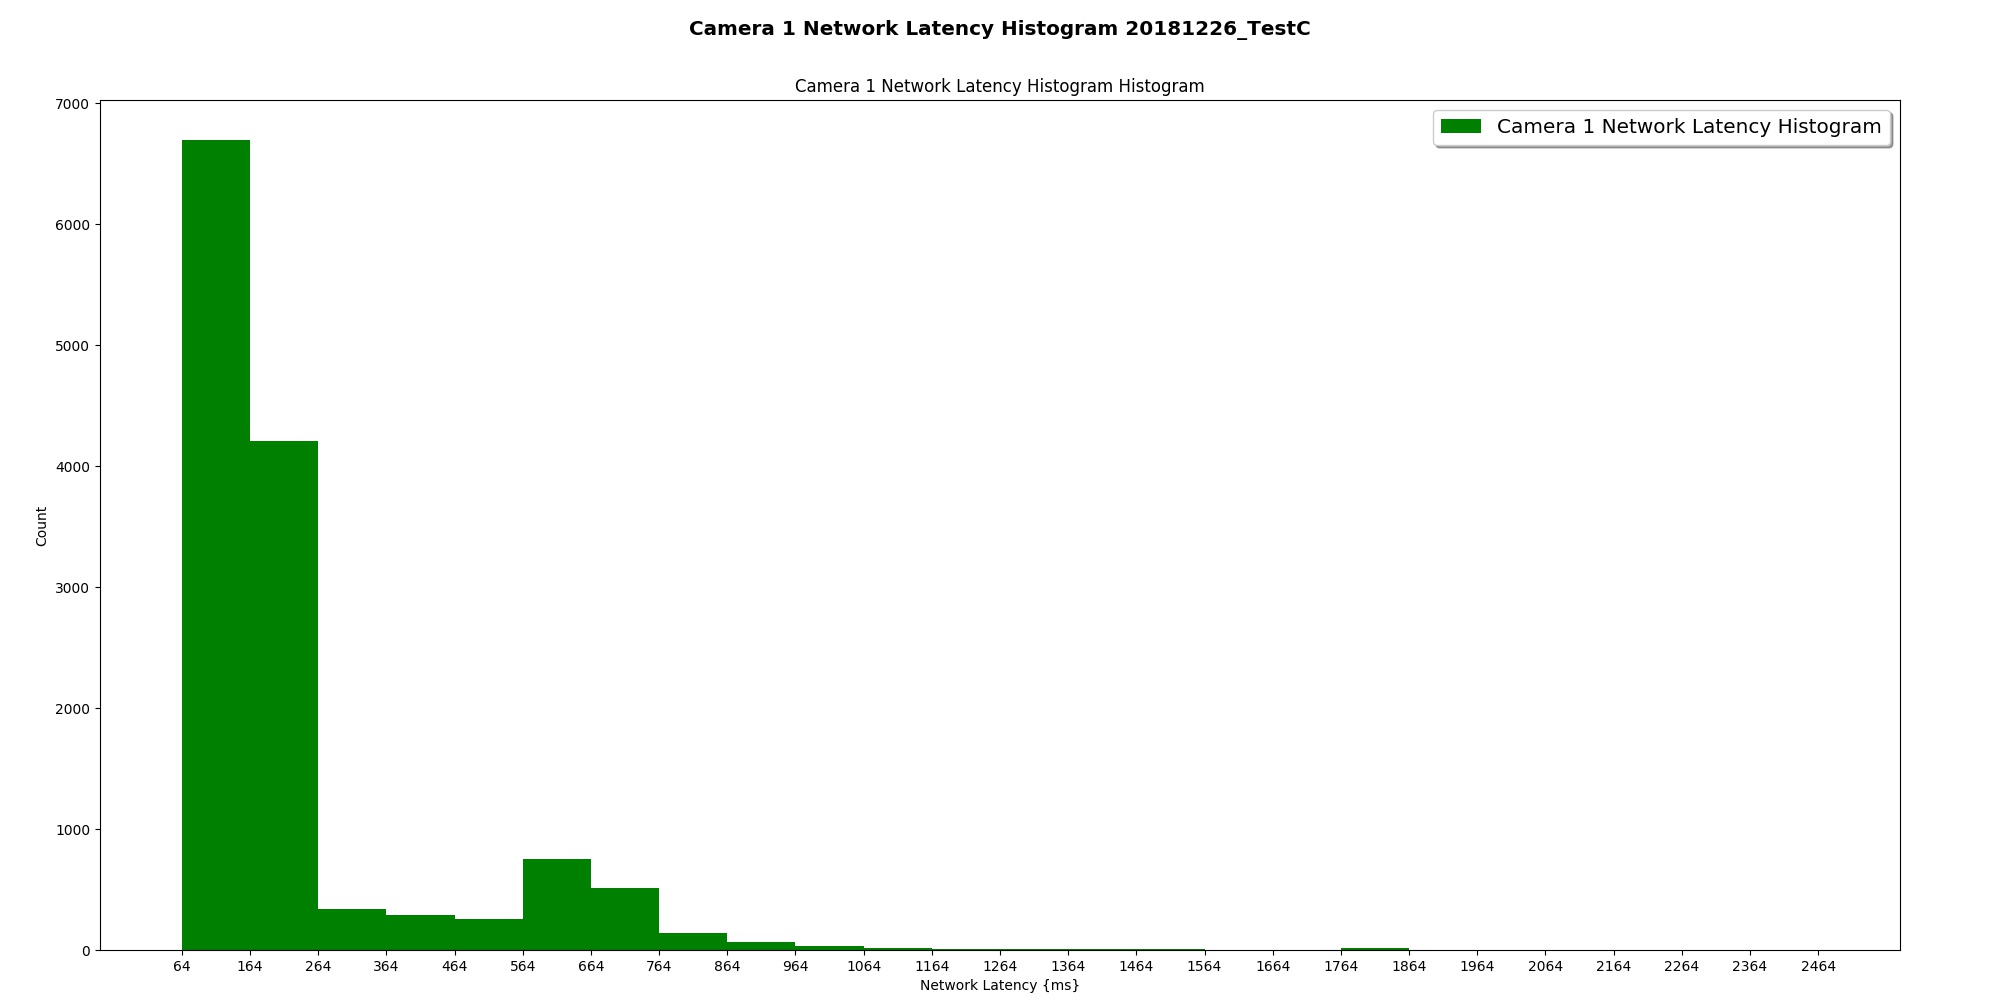 Camera 1 Network Latency Histogram 20181226_TestC
Camera 1 Network Latency Histogram Histogram
Camera 1 Network Latency Histogram
7000
6000
5000
4000
3000
2000
1000
0
Count
64 164 264 364 464 564 664 764 864 964 1064 1164 1264 1364 1464 1564 1664 1764 1864 1964 2064 2164 2264 2364 2464
Network Latency {ms}